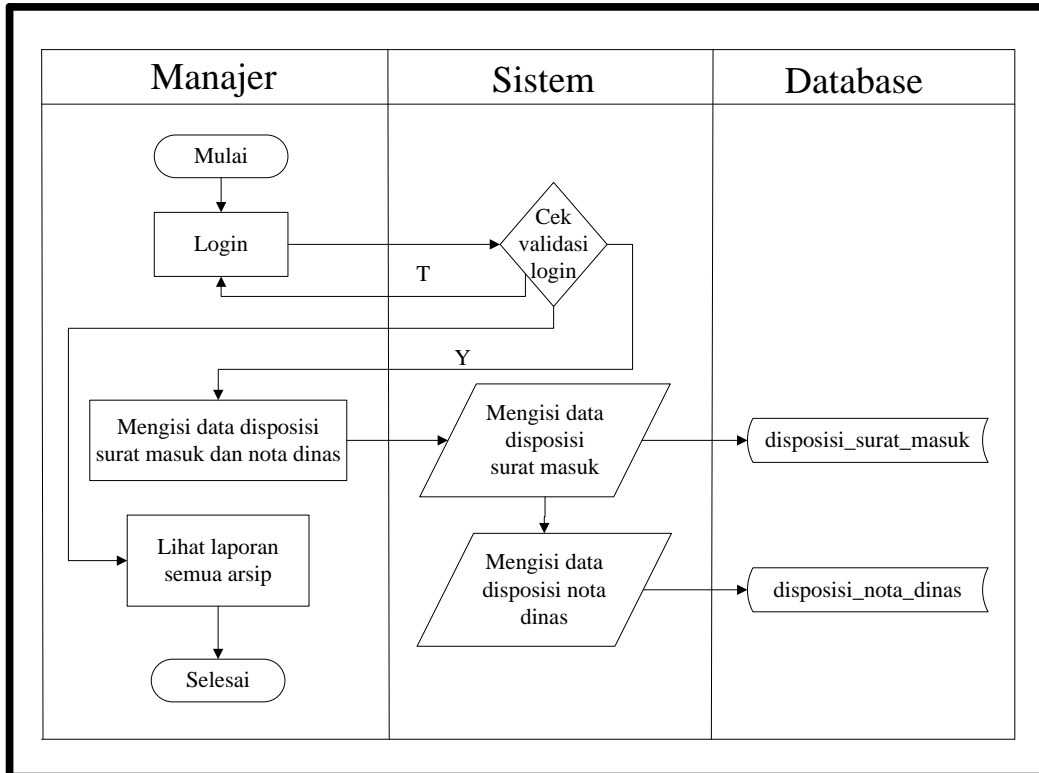 Manajer
Sistem
Database
Mulai
Login
Cek
validasi
login
T
Y
Mengisi data disposisi
surat masuk dan nota dinas
Mengisi data
disposisi
surat masuk
disposisi_surat_masuk
Lihat laporan
semua arsip
Mengisi data
disposisi nota
dinas
disposisi_nota_dinas
Selesai